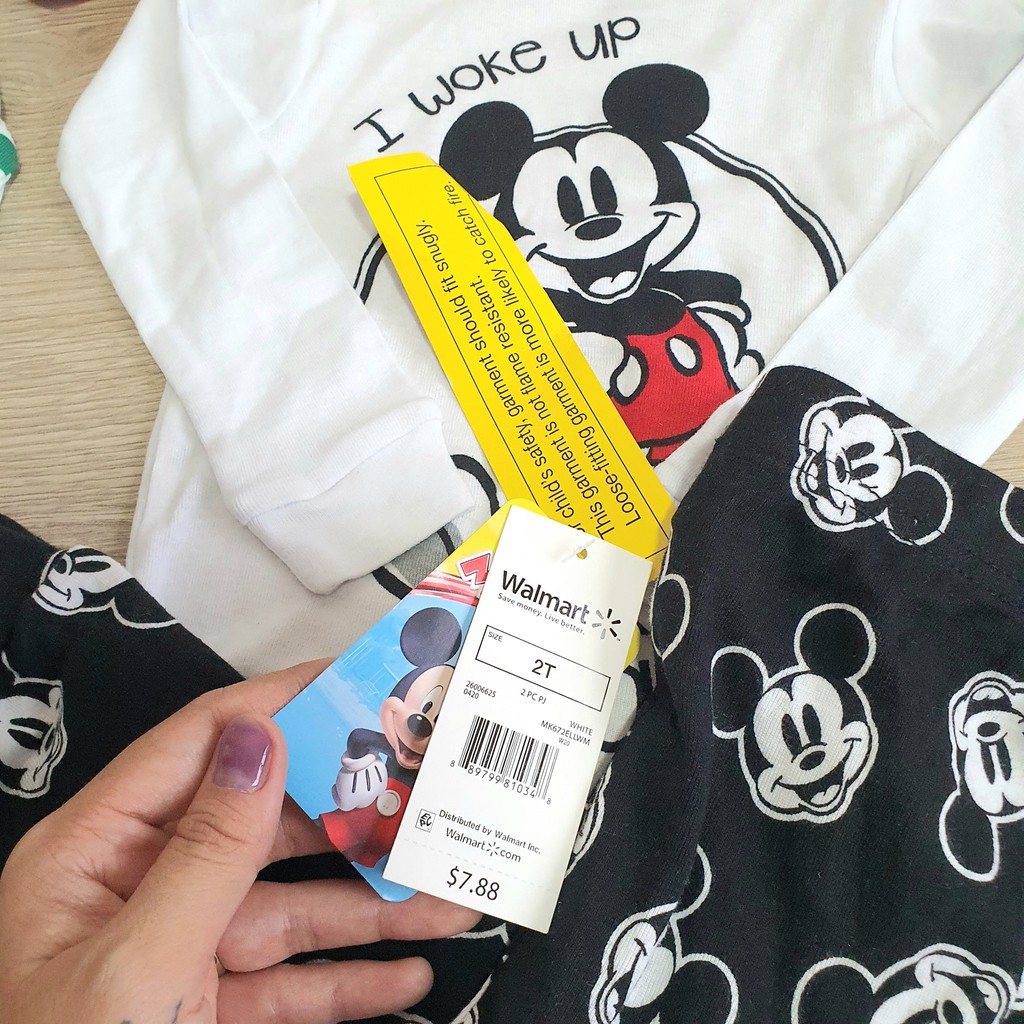 I WOKE UP
child's safety, garment should fit snugly.
This garment is not flame resistant.
Loose-fitting garment is more likely to catch fire.
Walmart
Save money. Live better.
SIZE
2T
26006625
0420
2 PC PJ
WHITE
MK672ELLWM
W20
8 89799 81034 8
Distributed by Walmart Inc.
Walmart com
$7.88